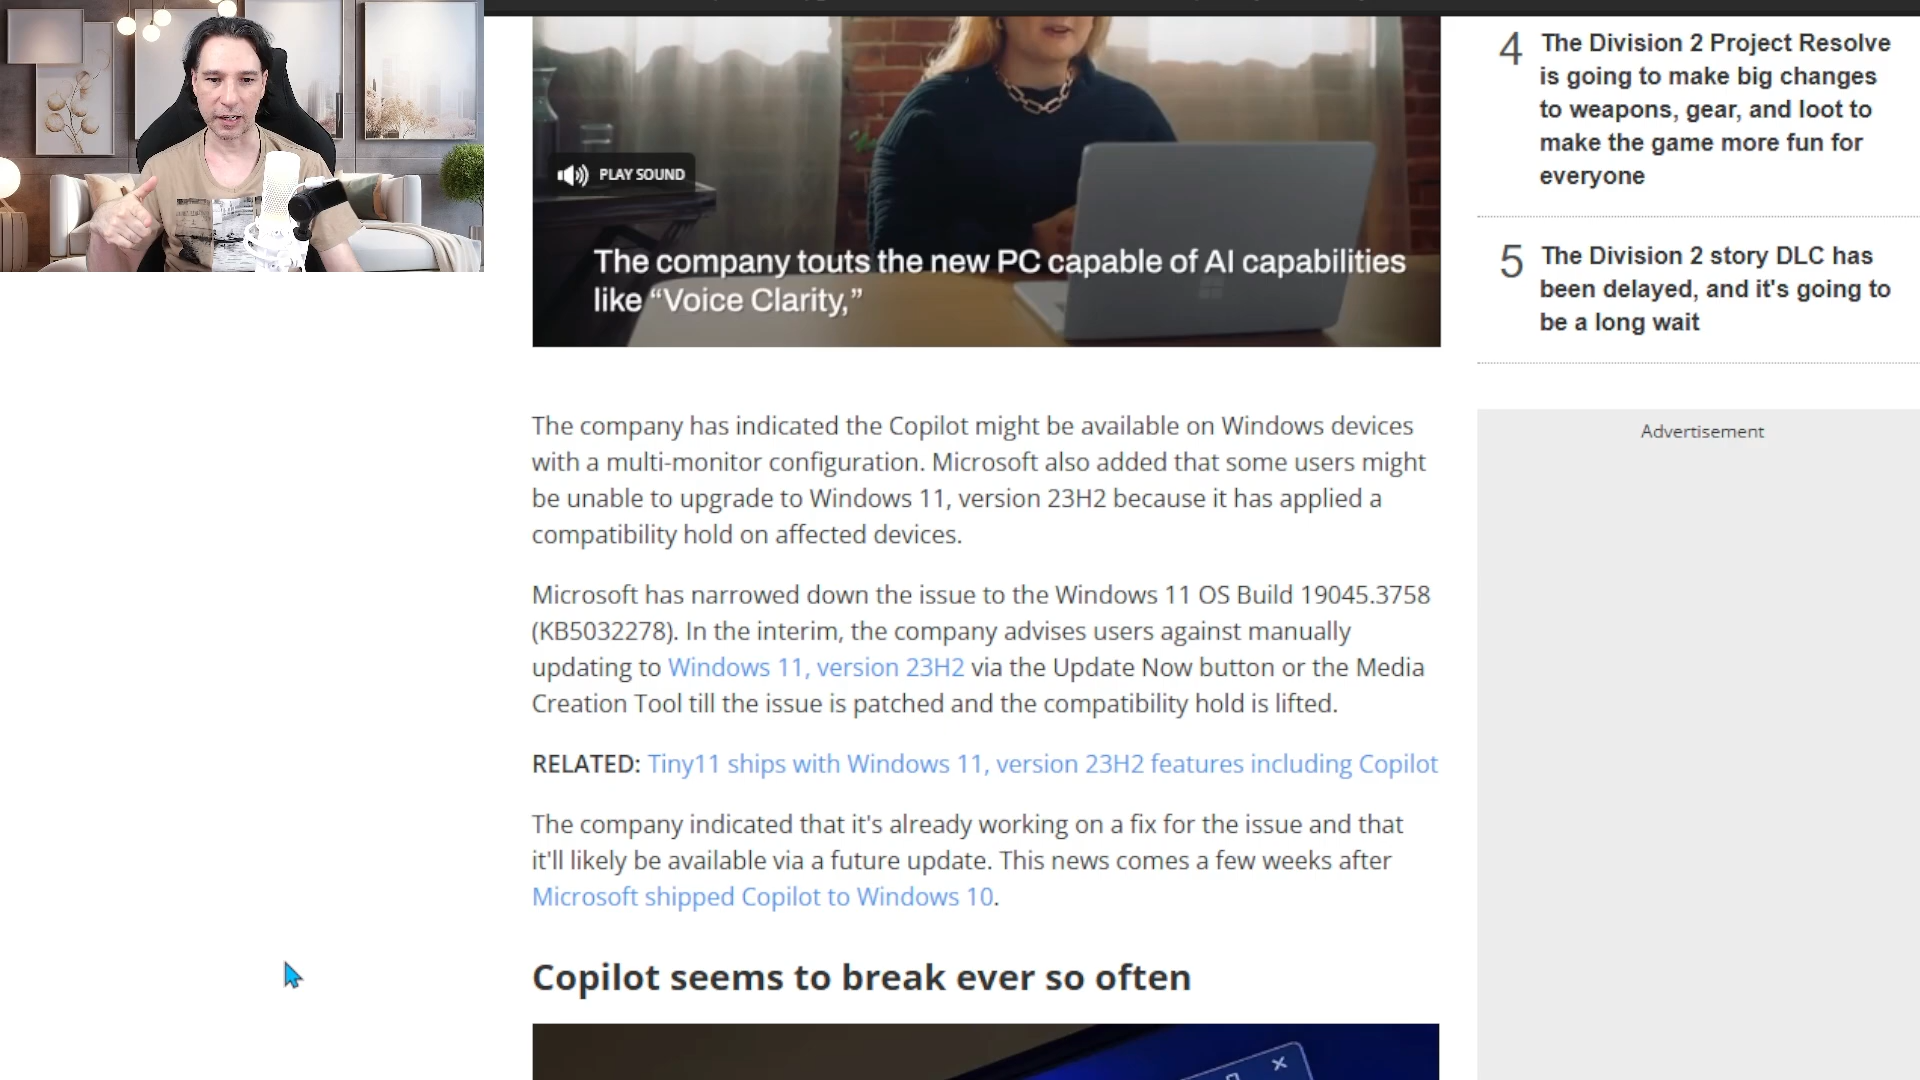 PLAY SOUND
The company touts the new PC capable of AI capabilities
like “Voice Clarity,”
The company has indicated the Copilot might be available on Windows devices
with a multi-monitor configuration. Microsoft also added that some users might
be unable to upgrade to Windows 11, version 23H2 because it has applied a
compatibility hold on affected devices.
Microsoft has narrowed down the issue to the Windows 11 OS Build 19045.3758
(KB5032278). In the interim, the company advises users against manually
updating to Windows 11, version 23H2 via the Update Now button or the Media
Creation Tool till the issue is patched and the compatibility hold is lifted.
RELATED: Tiny11 ships with Windows 11, version 23H2 features including Copilot
The company indicated that it's already working on a fix for the issue and that
it'll likely be available via a future update. This news comes a few weeks after
Microsoft shipped Copilot to Windows 10.
Copilot seems to break ever so often
4
The Division 2 Project Resolve
is going to make big changes
to weapons, gear, and loot to
make the game more fun for
everyone
5
The Division 2 story DLC has
been delayed, and it's going to
be a long wait
Advertisement